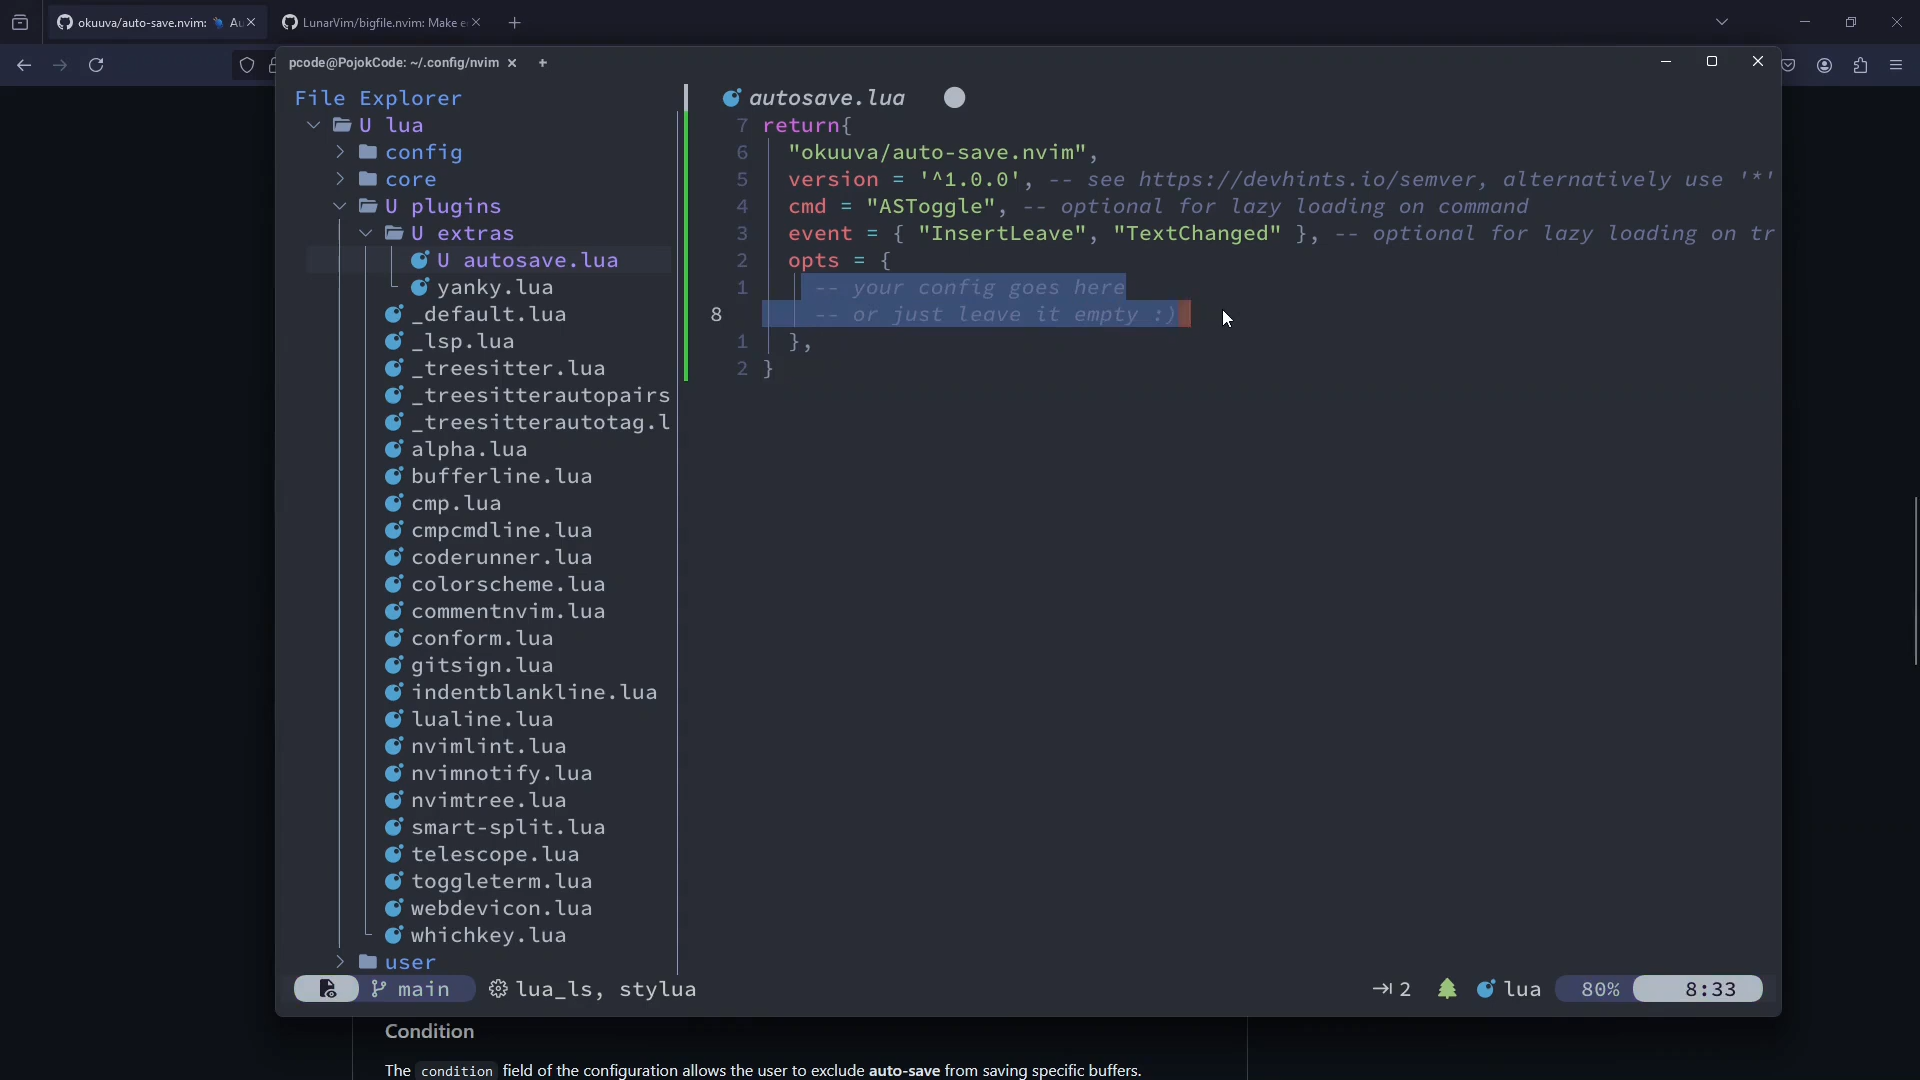 okuuva/auto-save.nvim: Au
LunarVim/bigfile.nvim: Make e
pcode@PojokCode: ~/.config/nvim
File Explorer
U lua
config
core
U plugins
U extras
U autosave.lua
yanky.lua
_default.lua
_lsp.lua
_treesitter.lua
_treesitterautopairs
_treesitterautotag.l
alpha.lua
bufferline.lua
cmp.lua
cmpcmdline.lua
coderunner.lua
colorscheme.lua
commentnvim.lua
conform.lua
gitsign.lua
indentblankline.lua
lualine.lua
nvimlint.lua
nvimnotify.lua
nvimtree.lua
smart-split.lua
telescope.lua
toggleterm.lua
webdevicon.lua
whichkey.lua
user
autosave.lua
7 return{
6 "okuuva/auto-save.nvim",
5 version = '^1.0.0', -- see https://devhints.io/semver, alternatively use '*'
4 cmd = "ASToggle", -- optional for lazy loading on command
3 event = { "InsertLeave", "TextChanged" }, -- optional for lazy loading on tr
2 opts = {
1 -- your config goes here
8 -- or just leave it empty :)
1 },
2 }
main lua_ls, stylua 2 lua 80% 8:33
Condition
The condition field of the configuration allows the user to exclude auto-save from saving specific buffers.